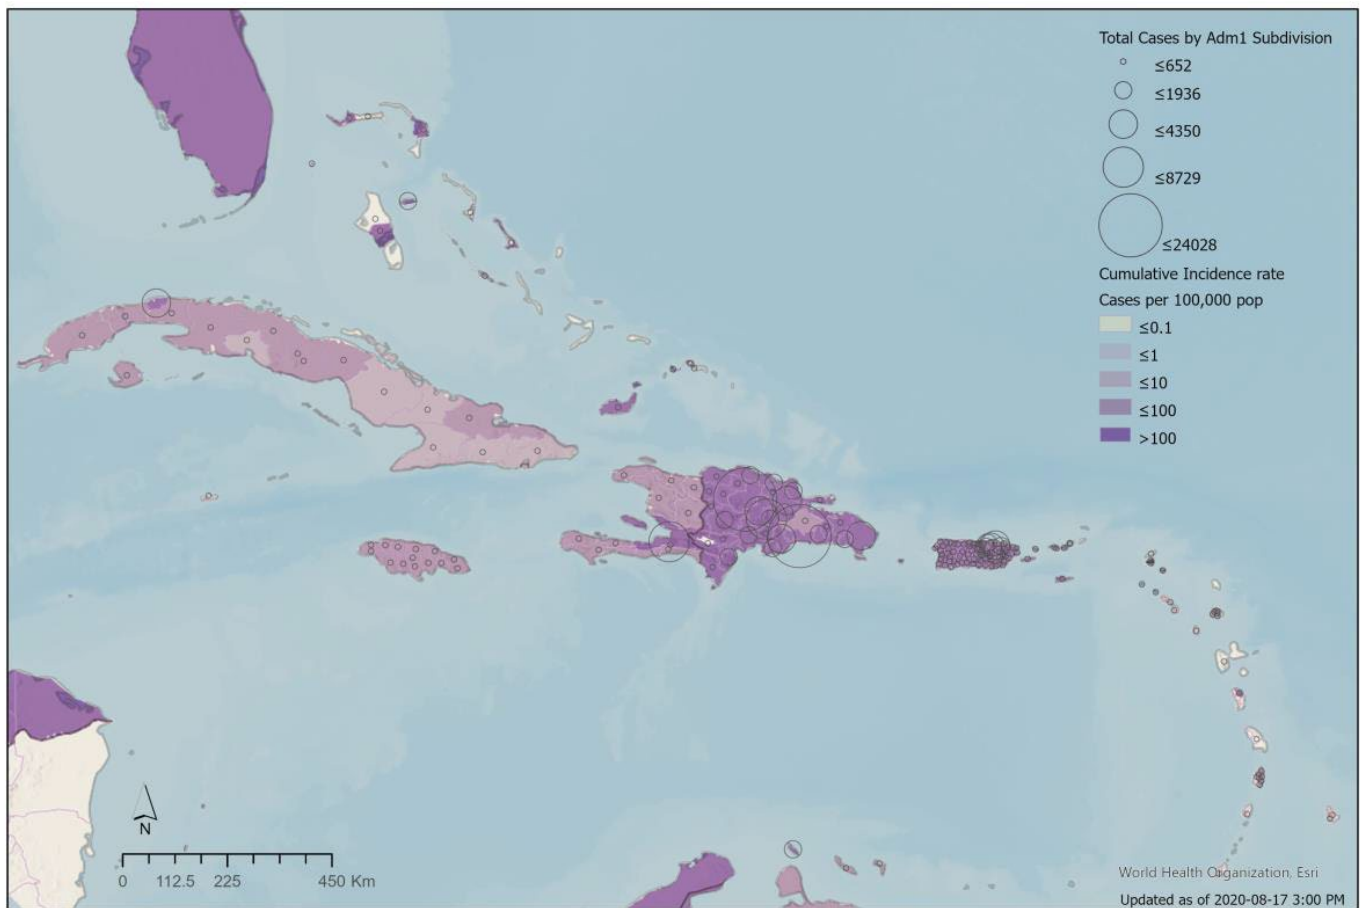 Total Cases by Adm1 Subdivision
≤652
≤1936
≤4350
≤8729
≤24028
Cumulative Incidence rate
Cases per 100,000 pop
≤0.1
≤1
≤10
≤100
>100
N
0 112.5 225 450 Km
World Health Organization, Esri
Updated as of 2020-08-17 3:00 PM